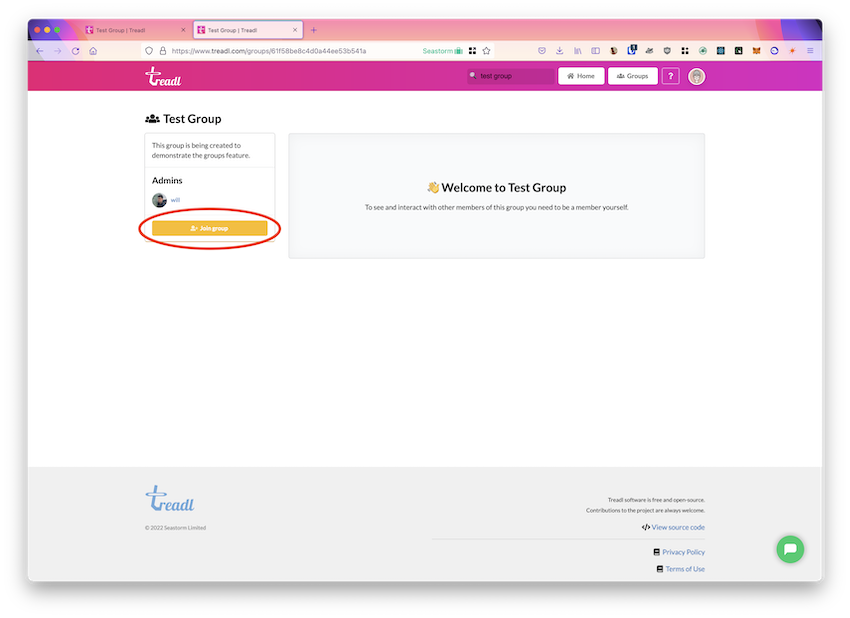 Test Group | Treadl
Test Group | Treadl
https://www.treadl.com/groups/61f58be8c4d0a44ee53b541a
Seastorm
treadl
test group
Home
Groups
?
Test Group
This group is being created to
demonstrate the groups feature.
Admins
will
Join group
👋 Welcome to Test Group
To see and interact with other members of this group you need to be a member yourself.
treadl
© 2022 Seastorm Limited
Treadl software is free and open-source.
Contributions to the project are always welcome.
</> View source code
Privacy Policy
Terms of Use